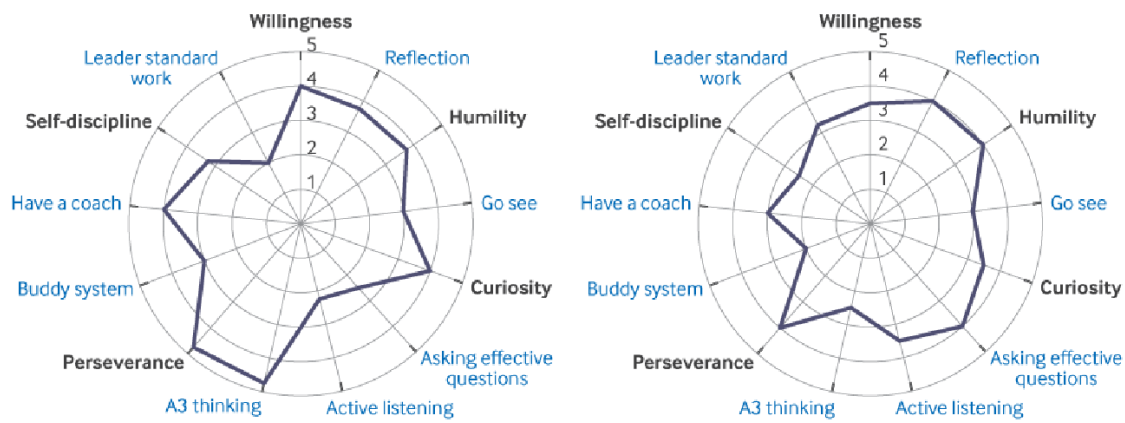 Willingness
5
Leader standard
work
Reflection
4
Self-discipline
Humility
3
2
Have a coach
Go see
1
Buddy system
Curiosity
Perseverance
Asking effective
questions
A3 thinking
Active listening
Willingness
5
Leader standard
work
Reflection
4
Self-discipline
Humility
3
2
Have a coach
Go see
1
Buddy system
Curiosity
Perseverance
Asking effective
questions
A3 thinking
Active listening